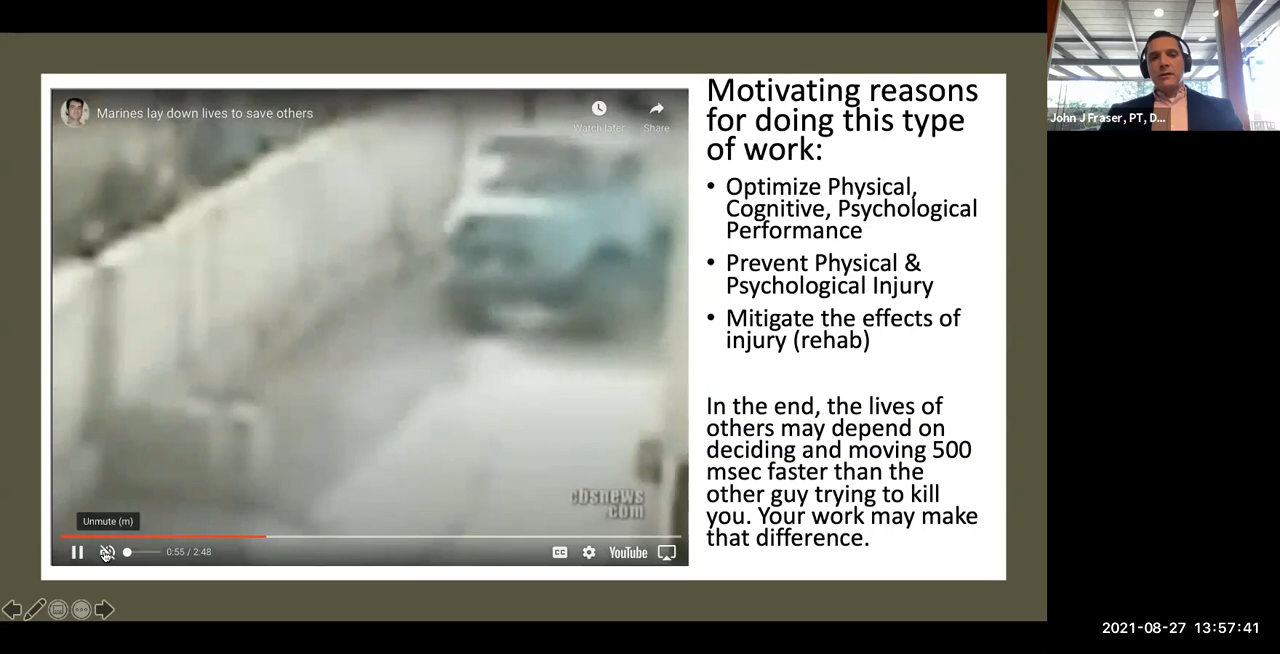 Marines lay down lives to save others
Watch later
Share
cbsnews
.com
Unmute (m)
0:55 / 2:48
CC
YouTube
Motivating reasons
for doing this type
of work:
• Optimize Physical,
Cognitive, Psychological
Performance
• Prevent Physical &
Psychological Injury
• Mitigate the effects of
injury (rehab)
In the end, the lives of
others may depend on
deciding and moving 500
msec faster than the
other guy trying to kill
you. Your work may make
that difference.
John J Fraser, PT, D...
2021-08-27 13:57:41